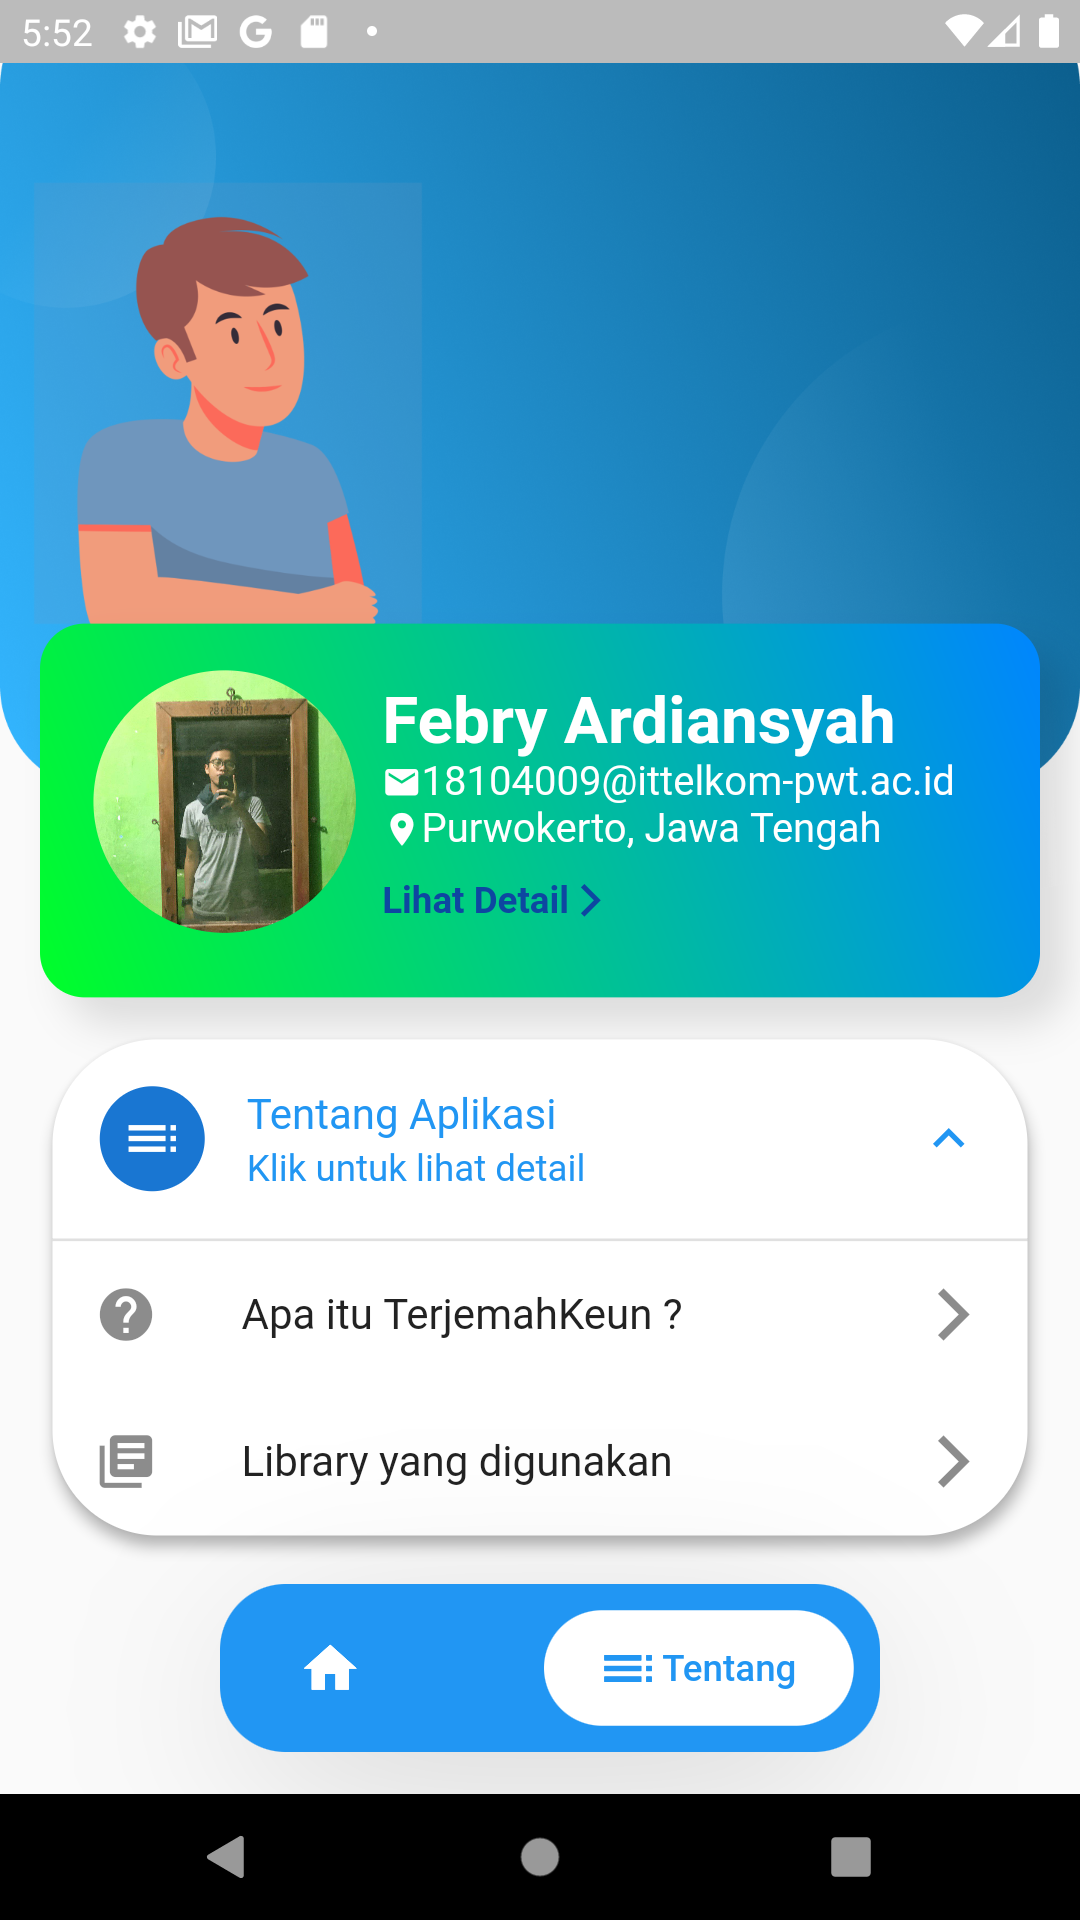 5:52
Febry Ardiansyah
18104009@ittelkom-pwt.ac.id
Purwokerto, Jawa Tengah
Lihat Detail
Tentang Aplikasi
Klik untuk lihat detail
Apa itu TerjemahKeun ?
Library yang digunakan
Tentang